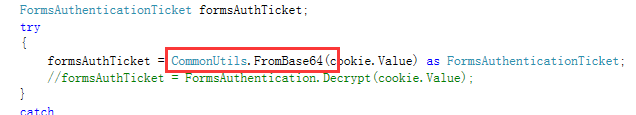 FormsAuthenticationTicket formsAuthTicket;
try
{
formsAuthTicket = CommonUtils.FromBase64(cookie.Value) as FormsAuthenticationTicket;
//formsAuthTicket = FormsAuthentication.Decrypt(cookie.Value);
}
catch